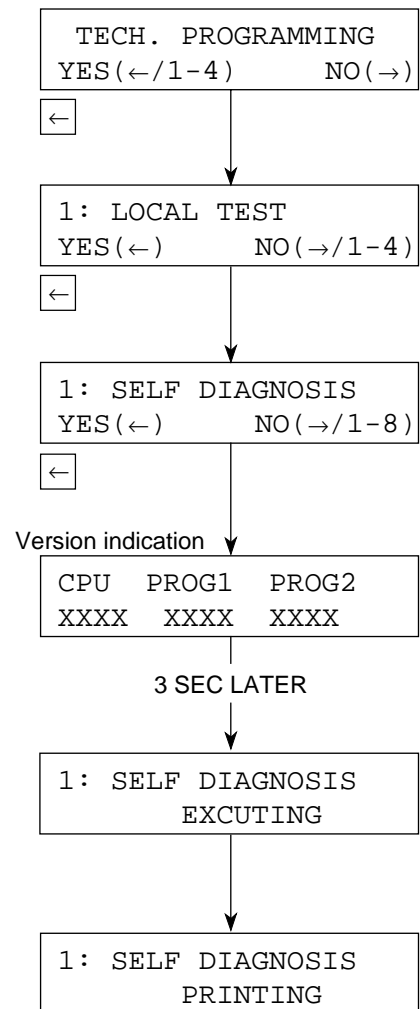 TECH. PROGRAMMING
YES(←/1-4) NO(→)
←
1: LOCAL TEST
YES(←) NO(→/1-4)
←
1: SELF DIAGNOSIS
YES(←) NO(→/1-8)
←
Version indication
CPU PROG1 PROG2
XXXX XXXX XXXX
3 SEC LATER
1: SELF DIAGNOSIS
EXCUTING
1: SELF DIAGNOSIS
PRINTING